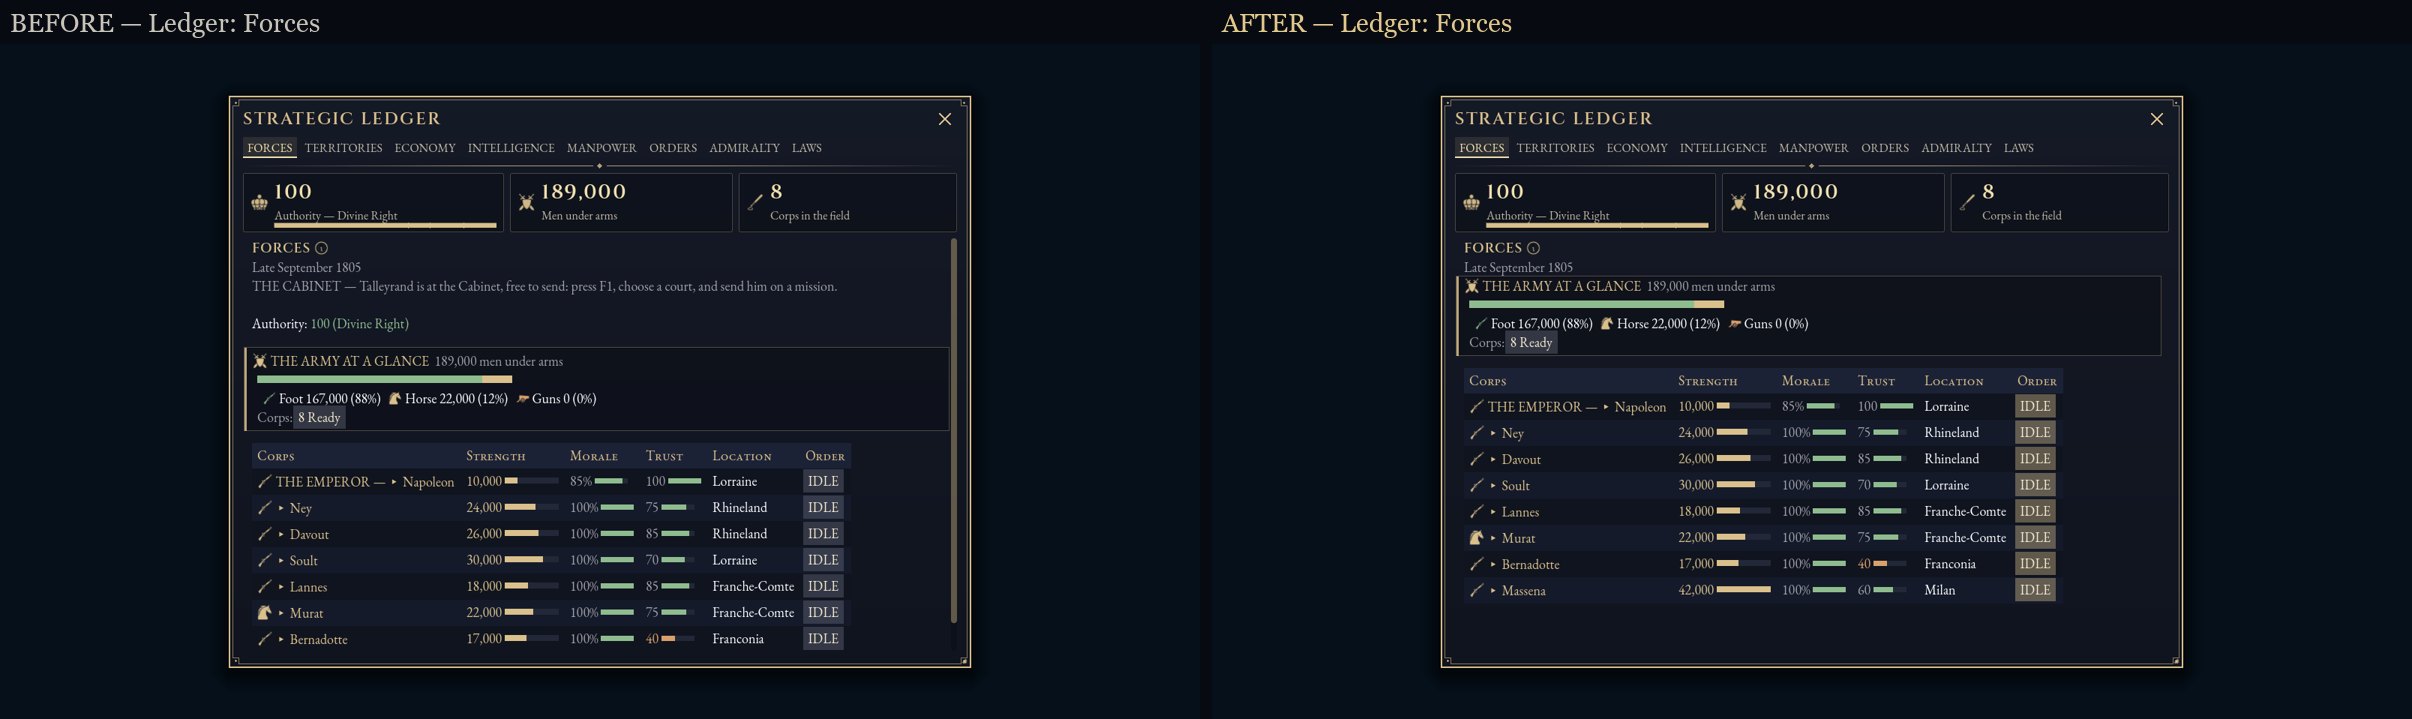 BEFORE — Ledger: Forces
STRATEGIC LEDGER
FORCES TERRITORIES ECONOMY INTELLIGENCE MANPOWER ORDERS ADMIRALTY LAWS
100 189,000 8
Authority — Divine Right Men under arms Corps in the field
FORCES
Late September 1805
THE CABINET — Talleyrand is at the Cabinet, free to send: press F1, choose a court, and send him on a mission.
Authority: 100 (Divine Right)
THE ARMY AT A GLANCE 189,000 men under arms
Foot 167,000 (88%) Horse 22,000 (12%) Guns 0 (0%)
Corps: 8 Ready
Corps Strength Morale Trust Location Order
THE EMPEROR — ‣ Napoleon 10,000 85% 100 Lorraine IDLE
‣ Ney 24,000 100% 75 Rhineland IDLE
‣ Davout 26,000 100% 85 Rhineland IDLE
‣ Soult 30,000 100% 70 Lorraine IDLE
‣ Lannes 18,000 100% 85 Franche-Comte IDLE
‣ Murat 22,000 100% 75 Franche-Comte IDLE
‣ Bernadotte 17,000 100% 40 Franconia IDLE
AFTER — Ledger: Forces
STRATEGIC LEDGER
FORCES TERRITORIES ECONOMY INTELLIGENCE MANPOWER ORDERS ADMIRALTY LAWS
100 189,000 8
Authority — Divine Right Men under arms Corps in the field
FORCES
Late September 1805
THE ARMY AT A GLANCE 189,000 men under arms
Foot 167,000 (88%) Horse 22,000 (12%) Guns 0 (0%)
Corps: 8 Ready
Corps Strength Morale Trust Location Order
THE EMPEROR — ‣ Napoleon 10,000 85% 100 Lorraine IDLE
‣ Ney 24,000 100% 75 Rhineland IDLE
‣ Davout 26,000 100% 85 Rhineland IDLE
‣ Soult 30,000 100% 70 Lorraine IDLE
‣ Lannes 18,000 100% 85 Franche-Comte IDLE
‣ Murat 22,000 100% 75 Franche-Comte IDLE
‣ Bernadotte 17,000 100% 40 Franconia IDLE
‣ Massena 42,000 100% 60 Milan IDLE